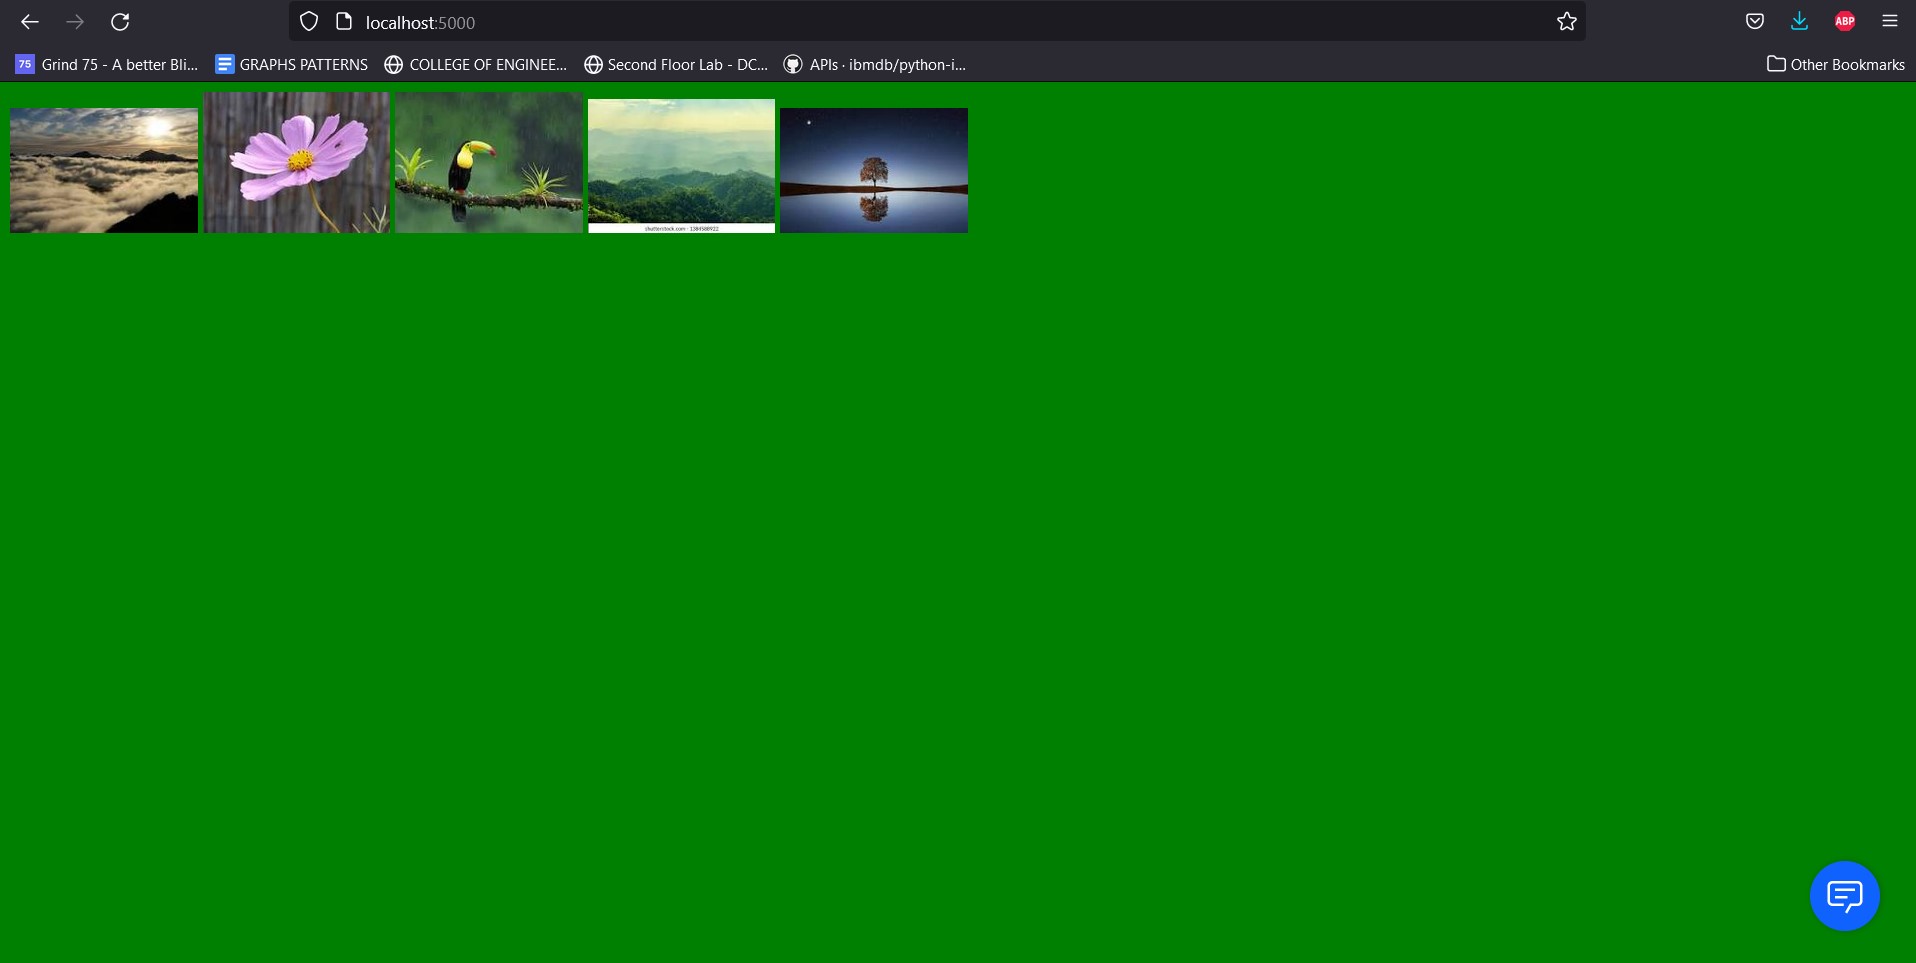 localhost:5000
75 Grind 75 - A better Bli... GRAPHS PATTERNS COLLEGE OF ENGINEE... Second Floor Lab - DC... APIs · ibmdb/python-i... Other Bookmarks
ABP
shutterstock.com · 1384588922